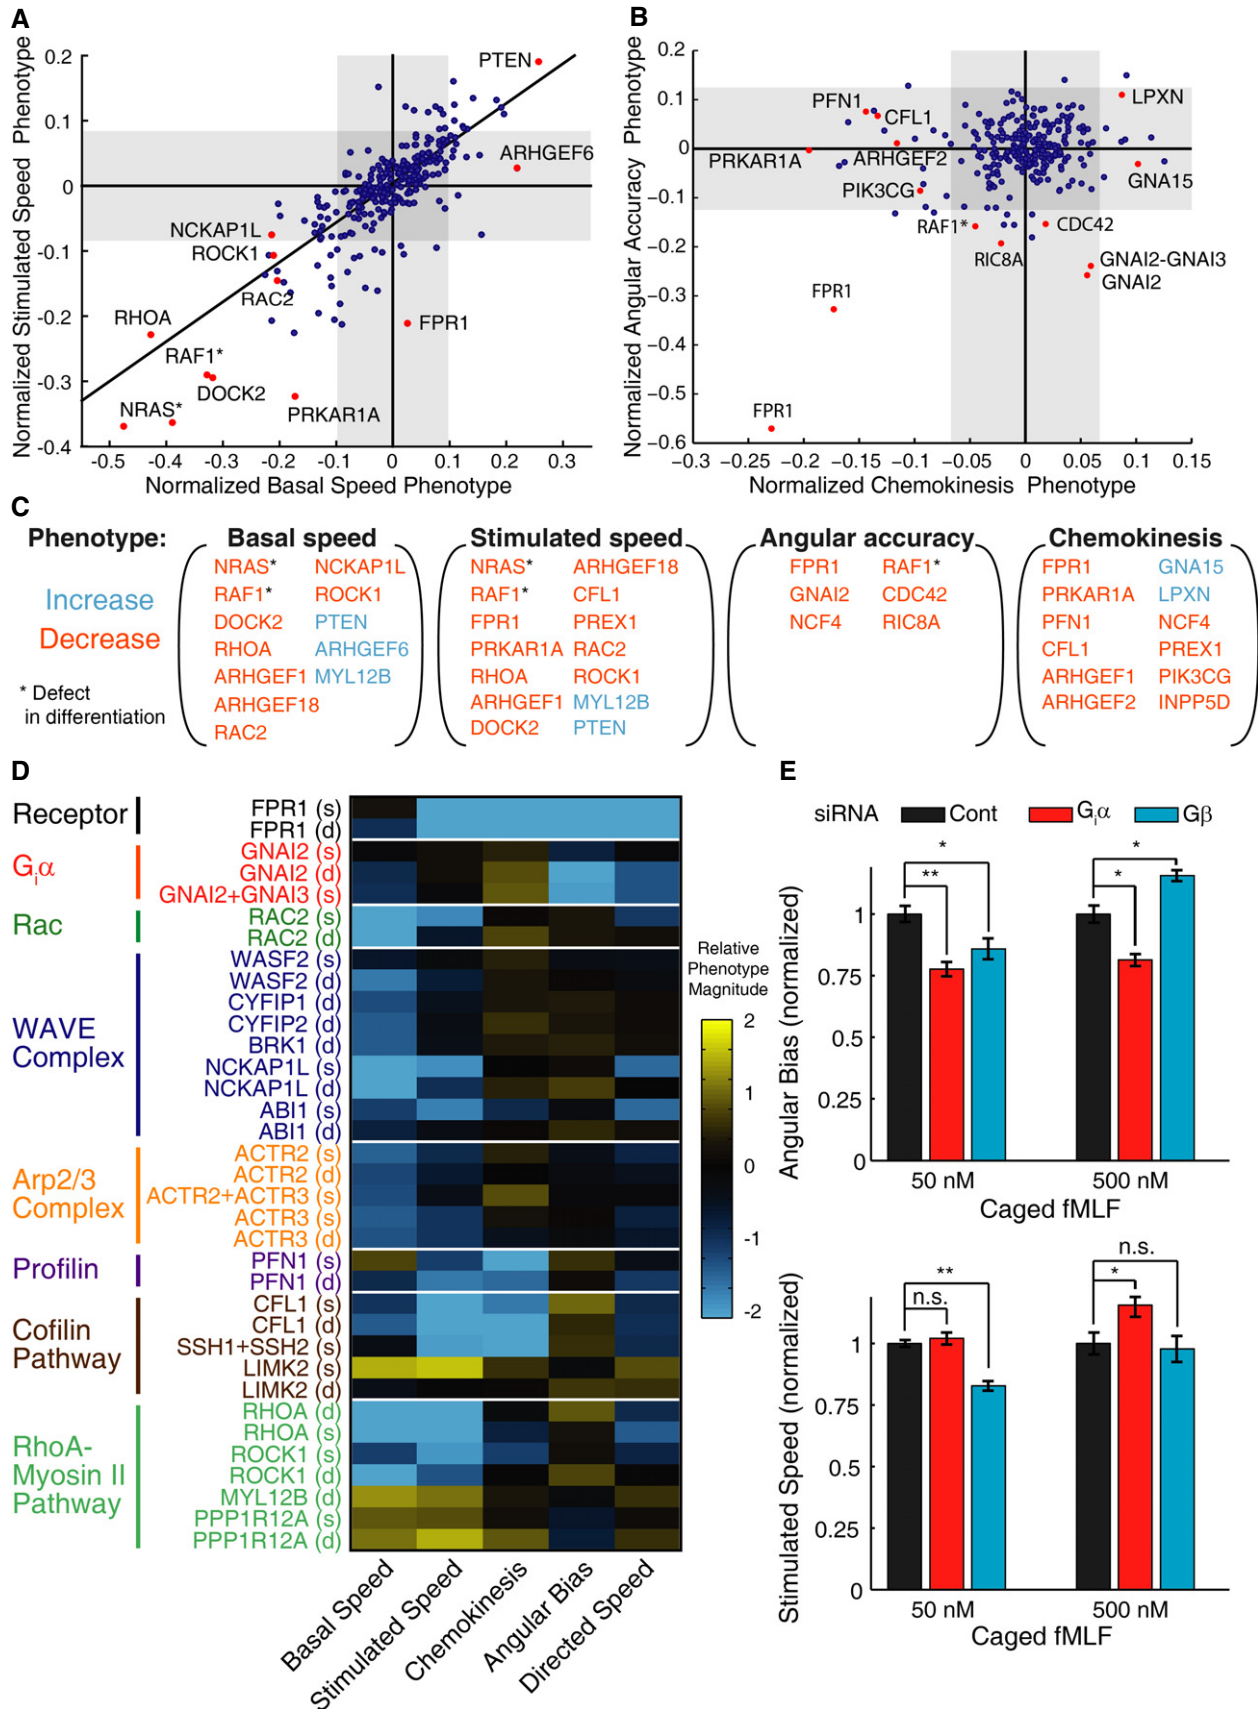 A
Normalized Stimulated Speed Phenotype
0.2
0.1
0
-0.1
-0.2
-0.3
-0.4
-0.5 -0.4 -0.3 -0.2 -0.1 0 0.1 0.2 0.3
Normalized Basal Speed Phenotype
PTEN
ARHGEF6
NCKAP1L
ROCK1
RAC2
RHOA
FPR1
RAF1*
DOCK2
NRAS*
PRKAR1A
B
Normalized Angular Accuracy Phenotype
0.2
0.1
0
−0.1
−0.2
−0.3
−0.4
−0.5
−0.6
−0.3 −0.25 −0.2 −0.15 −0.1 −0.05 0 0.05 0.1 0.15
Normalized Chemokinesis Phenotype
PFN1
CFL1
LPXN
PRKAR1A
ARHGEF2
GNA15
PIK3CG
RAF1*
CDC42
RIC8A
GNAI2-GNAI3
GNAI2
FPR1
FPR1
C
Phenotype:
Increase
Decrease
* Defect
in differentiation
Basal speed
NRAS* NCKAP1L
RAF1* ROCK1
DOCK2 PTEN
RHOA ARHGEF6
ARHGEF1 MYL12B
ARHGEF18
RAC2
Stimulated speed
NRAS* ARHGEF18
RAF1* CFL1
FPR1 PREX1
PRKAR1A RAC2
RHOA ROCK1
ARHGEF1 MYL12B
DOCK2 PTEN
Angular accuracy
FPR1 RAF1*
GNAI2 CDC42
NCF4 RIC8A
Chemokinesis
FPR1 GNA15
PRKAR1A LPXN
PFN1 NCF4
CFL1 PREX1
ARHGEF1 PIK3CG
ARHGEF2 INPP5D
D
Receptor
FPR1 (s)
FPR1 (d)
Giα
GNAI2 (s)
GNAI2 (d)
GNAI2+GNAI3 (s)
Rac
RAC2 (s)
RAC2 (d)
WAVE
Complex
WASF2 (s)
WASF2 (d)
CYFIP1 (d)
CYFIP2 (d)
BRK1 (d)
NCKAP1L (s)
NCKAP1L (d)
ABI1 (s)
ABI1 (d)
Arp2/3
Complex
ACTR2 (s)
ACTR2 (d)
ACTR2+ACTR3 (s)
ACTR3 (s)
ACTR3 (d)
Profilin
PFN1 (s)
PFN1 (d)
Cofilin
Pathway
CFL1 (s)
CFL1 (d)
SSH1+SSH2 (s)
LIMK2 (s)
LIMK2 (d)
RhoA-
Myosin II
Pathway
RHOA (d)
RHOA (s)
ROCK1 (s)
ROCK1 (d)
MYL12B (d)
PPP1R12A (s)
PPP1R12A (d)
Basal Speed
Stimulated Speed
Chemokinesis
Angular Bias
Directed Speed
Relative
Phenotype
Magnitude
2
1
0
-1
-2
E
siRNA Cont Giα Gβ
Angular Bias (normalized)
1
0.75
0.5
0.25
0
*
**
*
*
50 nM 500 nM
Caged fMLF
Stimulated Speed (normalized)
1
0.75
0.5
0.25
0
**
n.s.
n.s.
*
50 nM 500 nM
Caged fMLF